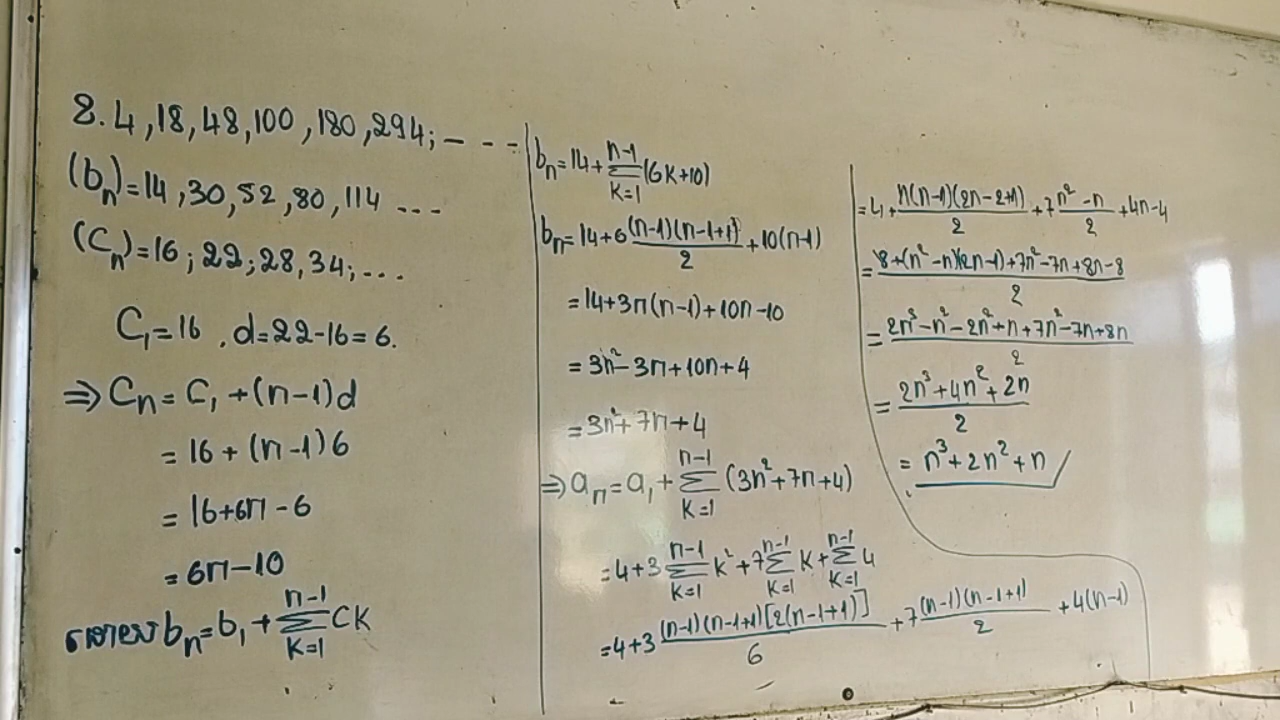 8. 4, 18, 48, 100, 180, 294; – – – –
(bₙ) = 14, 30, 52, 80, 114 ...
(Cₙ) = 16; 22; 28, 34; ...
C₁ = 16 , d = 22-16 = 6.
⇒ Cₙ = C₁ + (n-1)d
= 16 + (n-1)6
= 16+6n - 6
= 6n - 10
bₙ = b₁ + ∑_{K=1}^{n-1} CK
bₙ = 14 + ∑_{K=1}^{n-1} (6K+10)
bₙ = 14+6 (n-1)(n-1+1)/2 + 10(n-1)
= 14+3n(n-1)+10n-10
= 3n² - 3n + 10n + 4
= 3n² + 7n + 4
⇒ aₙ = a₁ + ∑_{K=1}^{n-1} (3n²+7n+4)
= 4+3 ∑_{K=1}^{n-1} K² + 7 ∑_{K=1}^{n-1} K + ∑_{K=1}^{n-1} 4
= 4+3 (n-1)(n-1+1)[2(n-1+1)]/6 + 7 (n-1)(n-1+1)/2 + 4(n-1)
= 4 + n(n-1)(2n-2+1)/2 + 7 n²-n/2 + 4n-4
= 8+(n²-n)(2n-1)+7n²-7n+8n-8/2
= 2n³-n²-2n²+n+7n²-7n+8n/2
= 2n³+4n²+2n/2
= n³+2n²+n